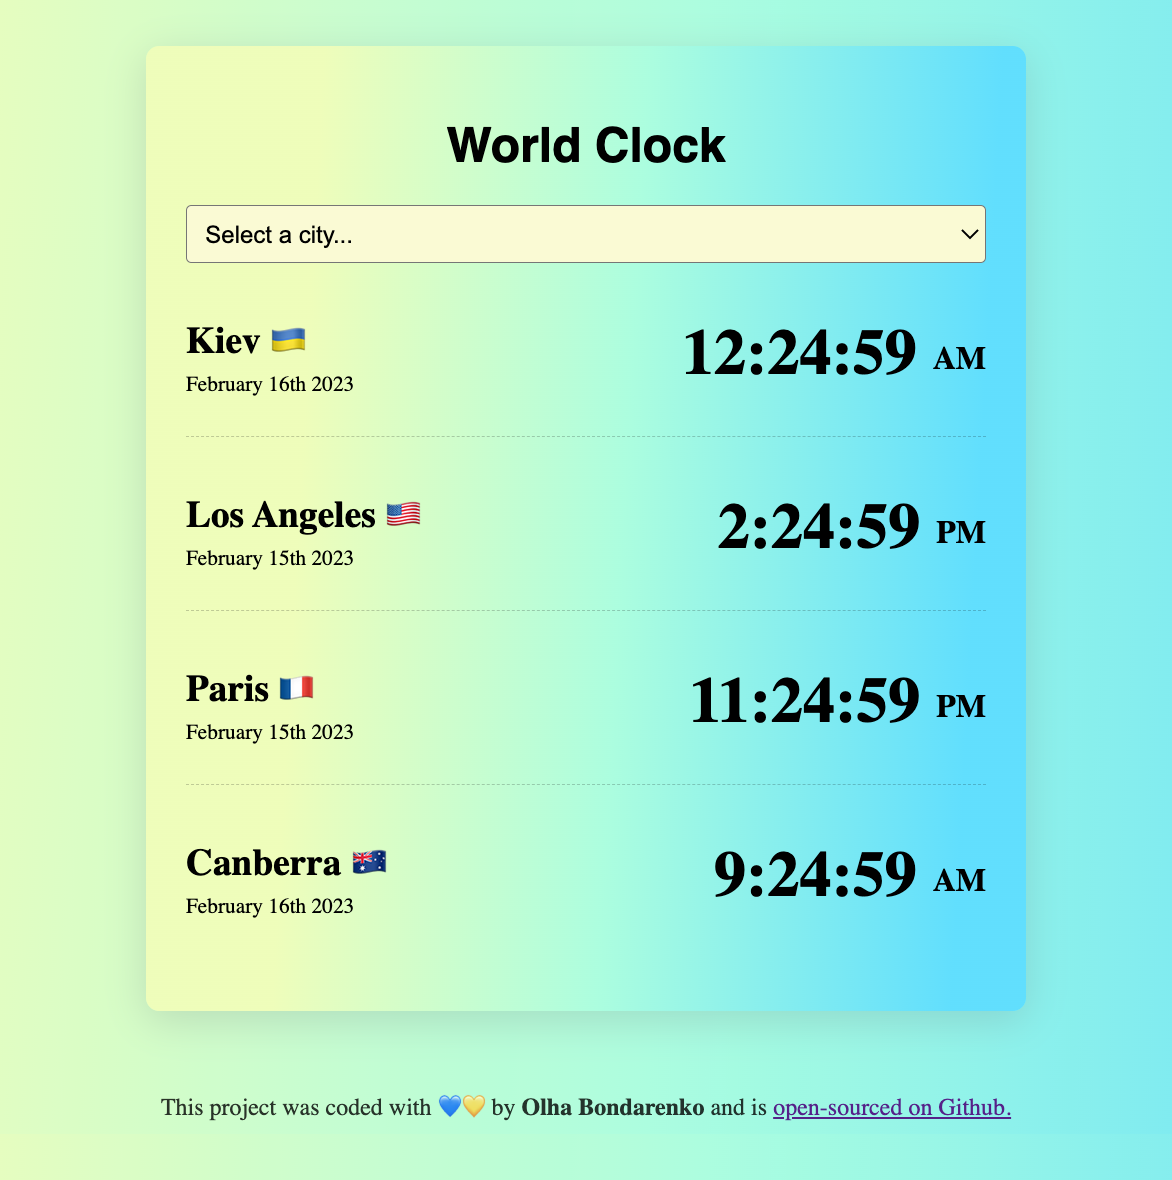 World Clock
Select a city...
Kiev 🇺🇦
12:24:59 AM
February 16th 2023
Los Angeles 🇺🇸
2:24:59 PM
February 15th 2023
Paris 🇫🇷
11:24:59 PM
February 15th 2023
Canberra 🇦🇺
9:24:59 AM
February 16th 2023
This project was coded with 💙💛 by Olha Bondarenko and is open-sourced on Github.